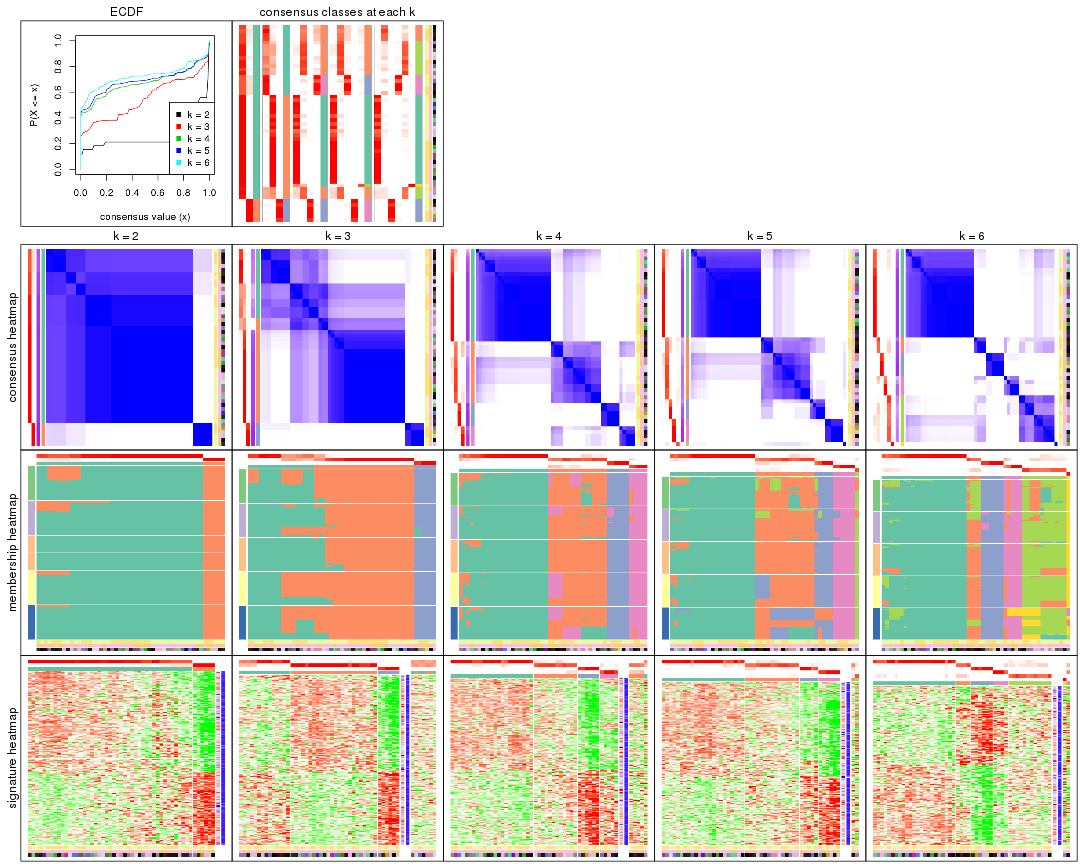 ECDF
consensus classes at each k
P(X <= x)
1.0
0.8
0.6
0.4
0.2
0.0
k = 2
k = 3
k = 4
k = 5
k = 6
0.0 0.2 0.4 0.6 0.8 1.0
consensus value (x)
k = 2 k = 3 k = 4 k = 5 k = 6
consensus heatmap
membership heatmap
signature heatmap